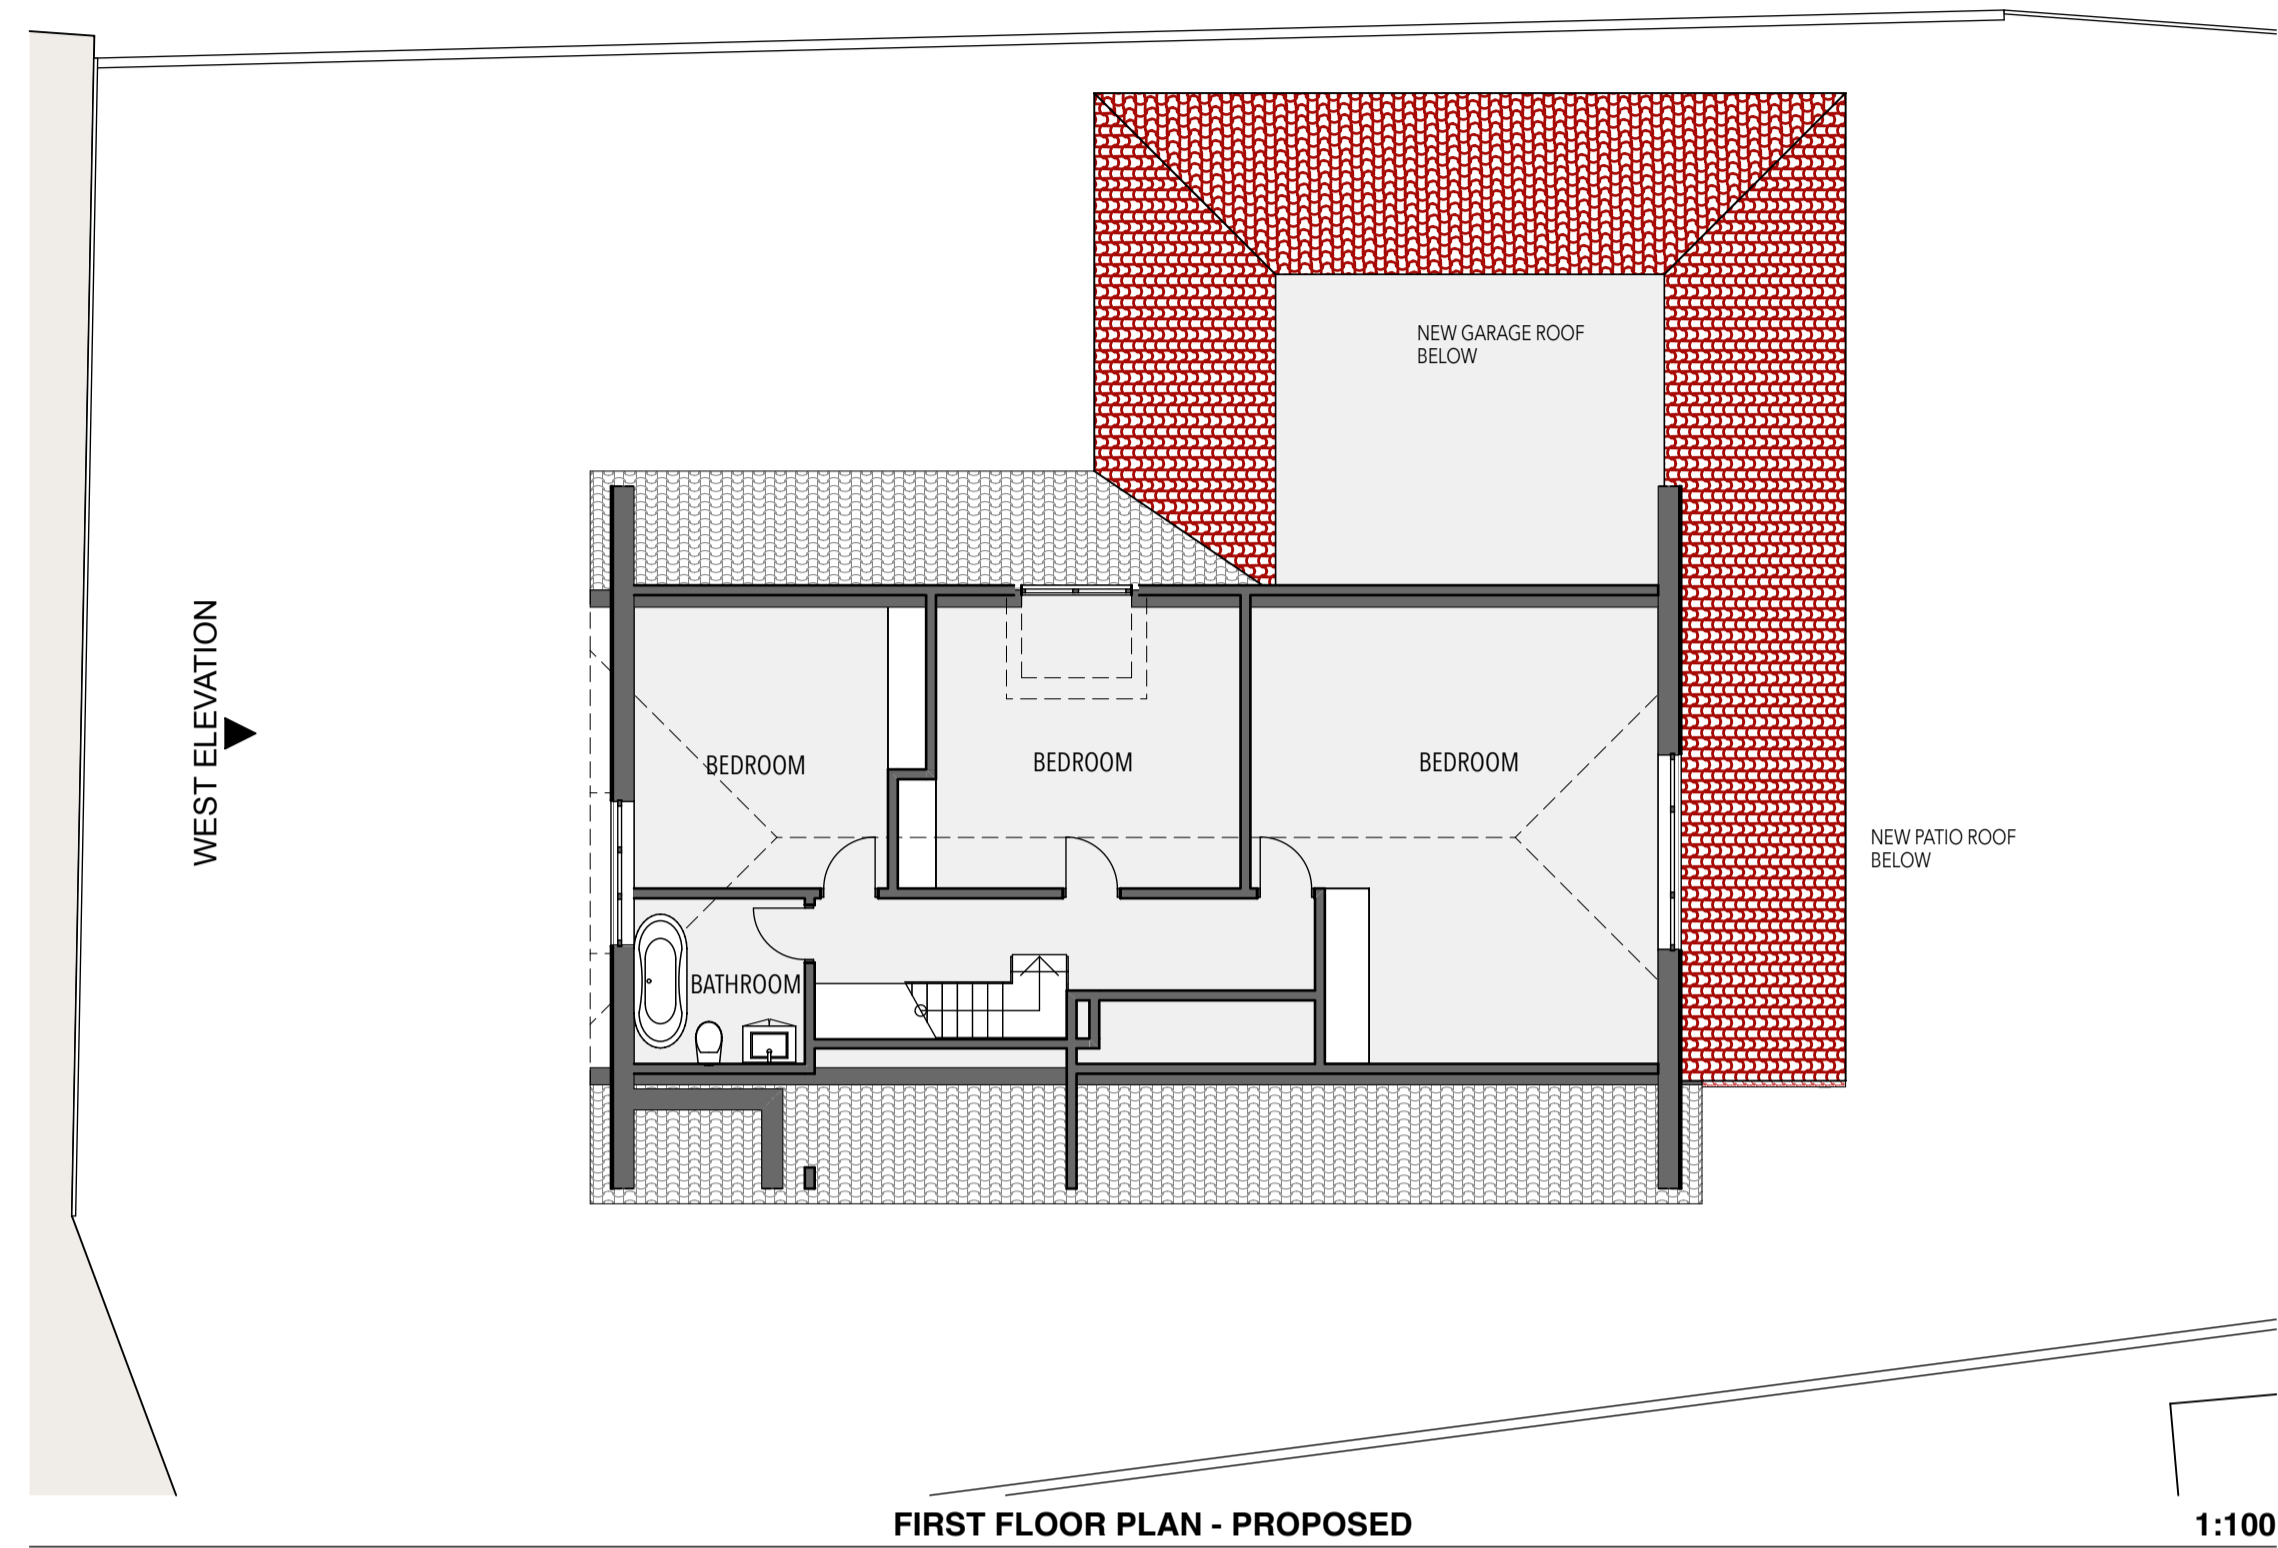 NEW GARAGE ROOF
BELOW
WEST ELEVATION
BEDROOM
BEDROOM
BEDROOM
NEW PATIO ROOF
BELOW
BATHROOM
FIRST FLOOR PLAN - PROPOSED
1:100